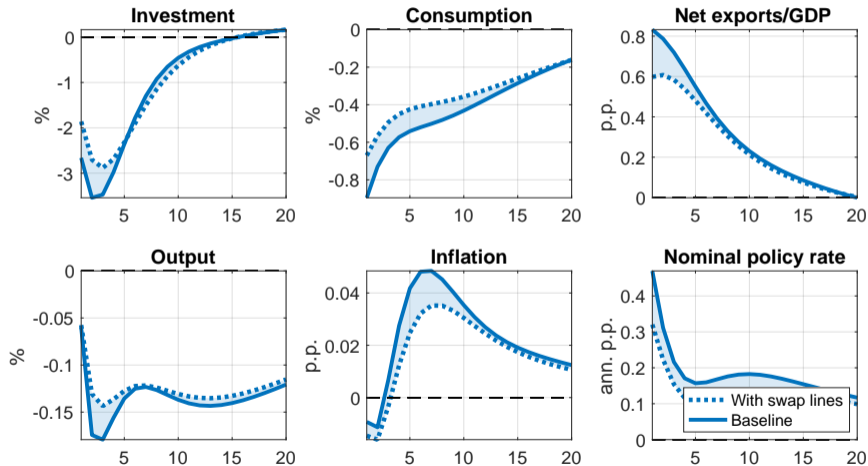 Investment
%
0
-1
-2
-3
5 10 15 20
Consumption
%
0
-0.2
-0.4
-0.6
-0.8
5 10 15 20
Net exports/GDP
p.p.
0.8
0.6
0.4
0.2
0
5 10 15 20
Output
%
0
-0.05
-0.1
-0.15
5 10 15 20
Inflation
p.p.
0.04
0.02
0
5 10 15 20
Nominal policy rate
ann. p.p.
0.4
0.3
0.2
0.1
0
5 10 15 20
With swap lines
Baseline